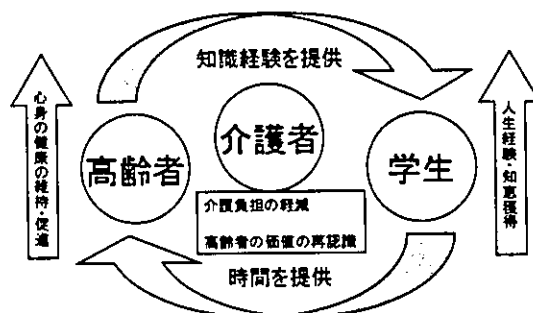 知識経験を提供
心身の健康の維持・促進
高齢者
介護者
学生
人生経験・知恵獲得
介護負担の軽減
高齢者の価値の再認識
時間を提供